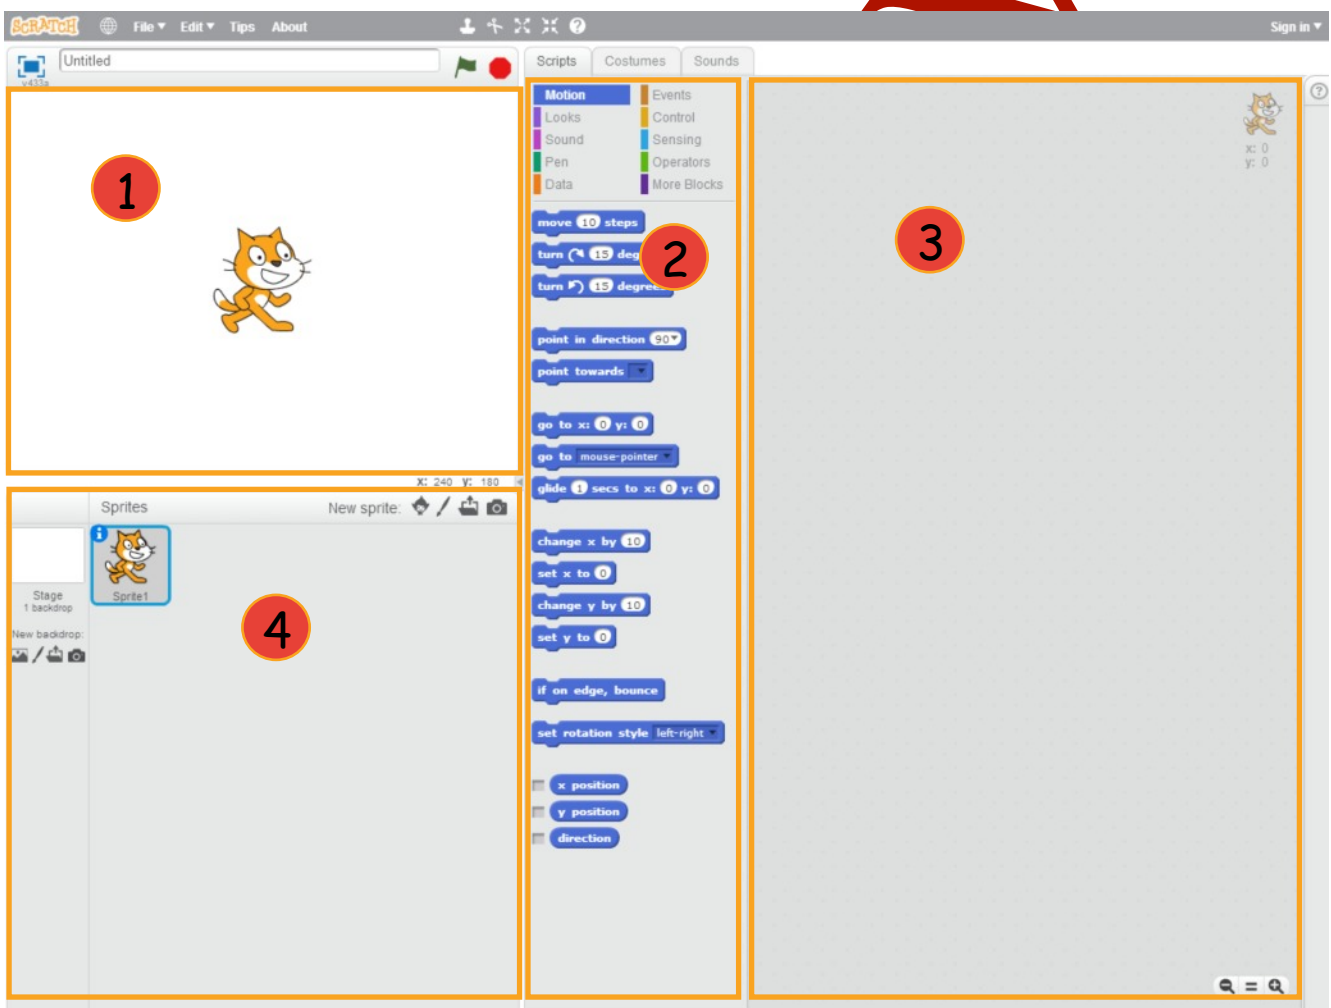 SCRATCH File Edit Tips About Sign in
Untitled
v433a
1
X: 240 y: 180
Sprites New sprite:
Sprite1
Stage
1 backdrop
New backdrop:
4
Scripts Costumes Sounds
Motion Events
Looks Control
Sound Sensing
Pen Operators
Data More Blocks
move 10 steps
turn 15 deg
2
turn 15 degrees
point in direction 90
point towards
go to x: 0 y: 0
go to mouse-pointer
glide 1 secs to x: 0 y: 0
change x by 10
set x to 0
change y by 10
set y to 0
if on edge, bounce
set rotation style left-right
x position
y position
direction
3
x: 0
y: 0